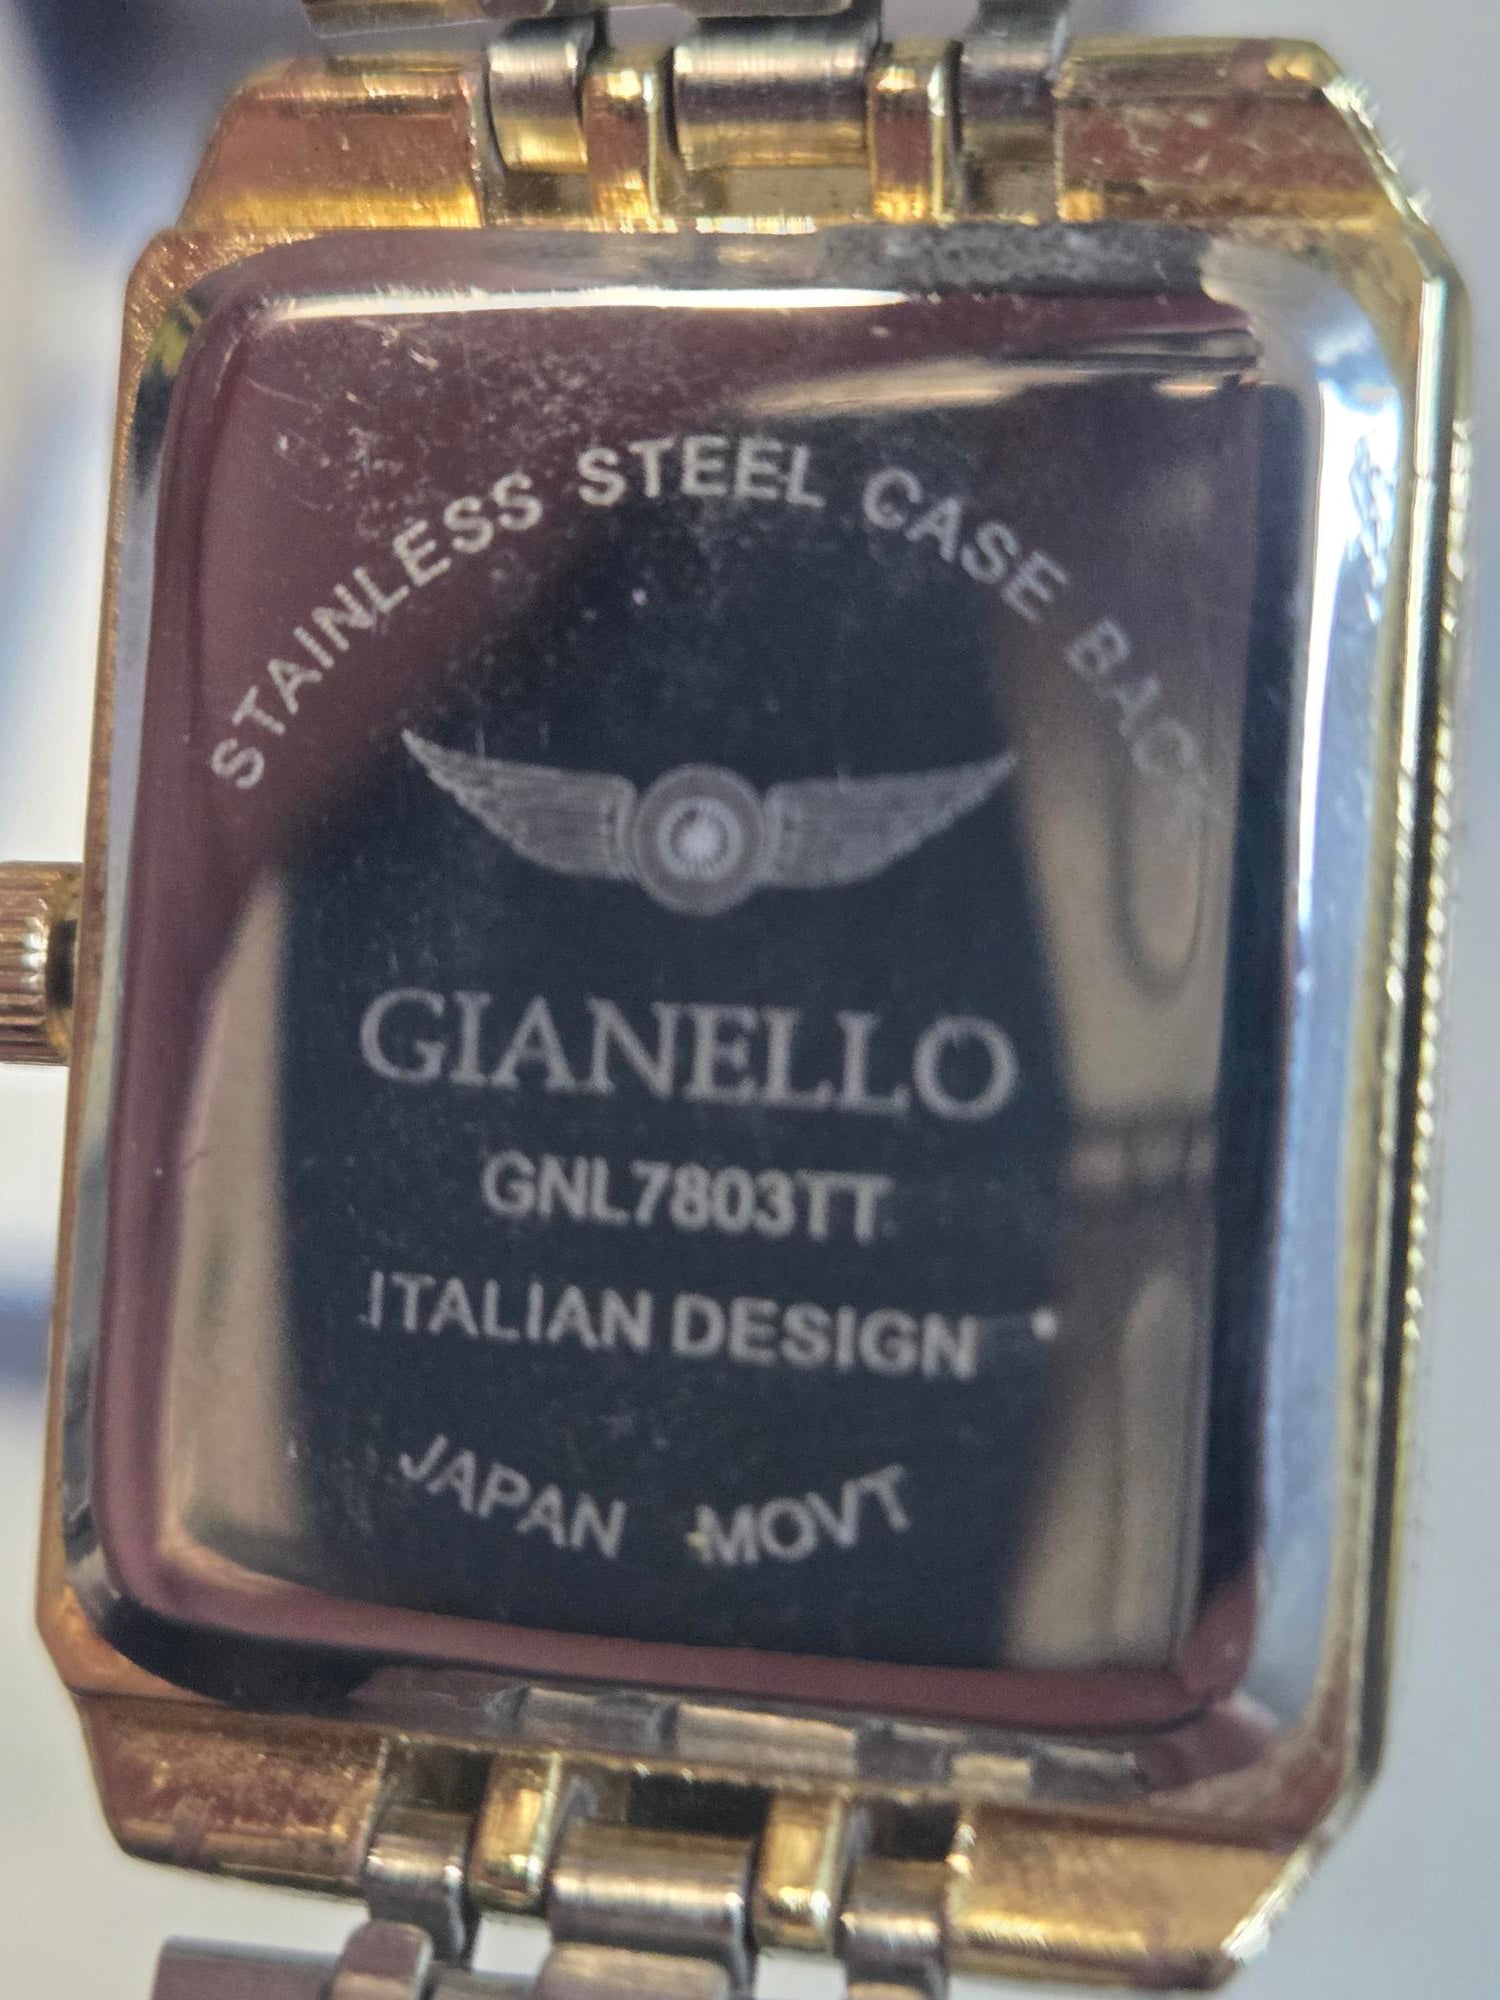 STAINLESS STEEL CASE BACK
GIANELLO
GNL7803TT
ITALIAN DESIGN
JAPAN MOVT